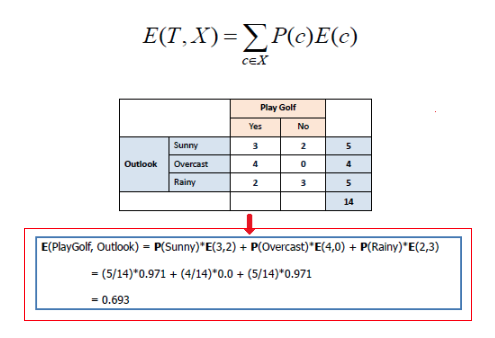 E(T, X) = ∑ P(c)E(c)
c∈X
Play Golf
Yes No
Outlook Sunny 3 2 5
Overcast 4 0 4
Rainy 2 3 5
14
E(PlayGolf, Outlook) = P(Sunny)*E(3,2) + P(Overcast)*E(4,0) + P(Rainy)*E(2,3)
= (5/14)*0.971 + (4/14)*0.0 + (5/14)*0.971
= 0.693